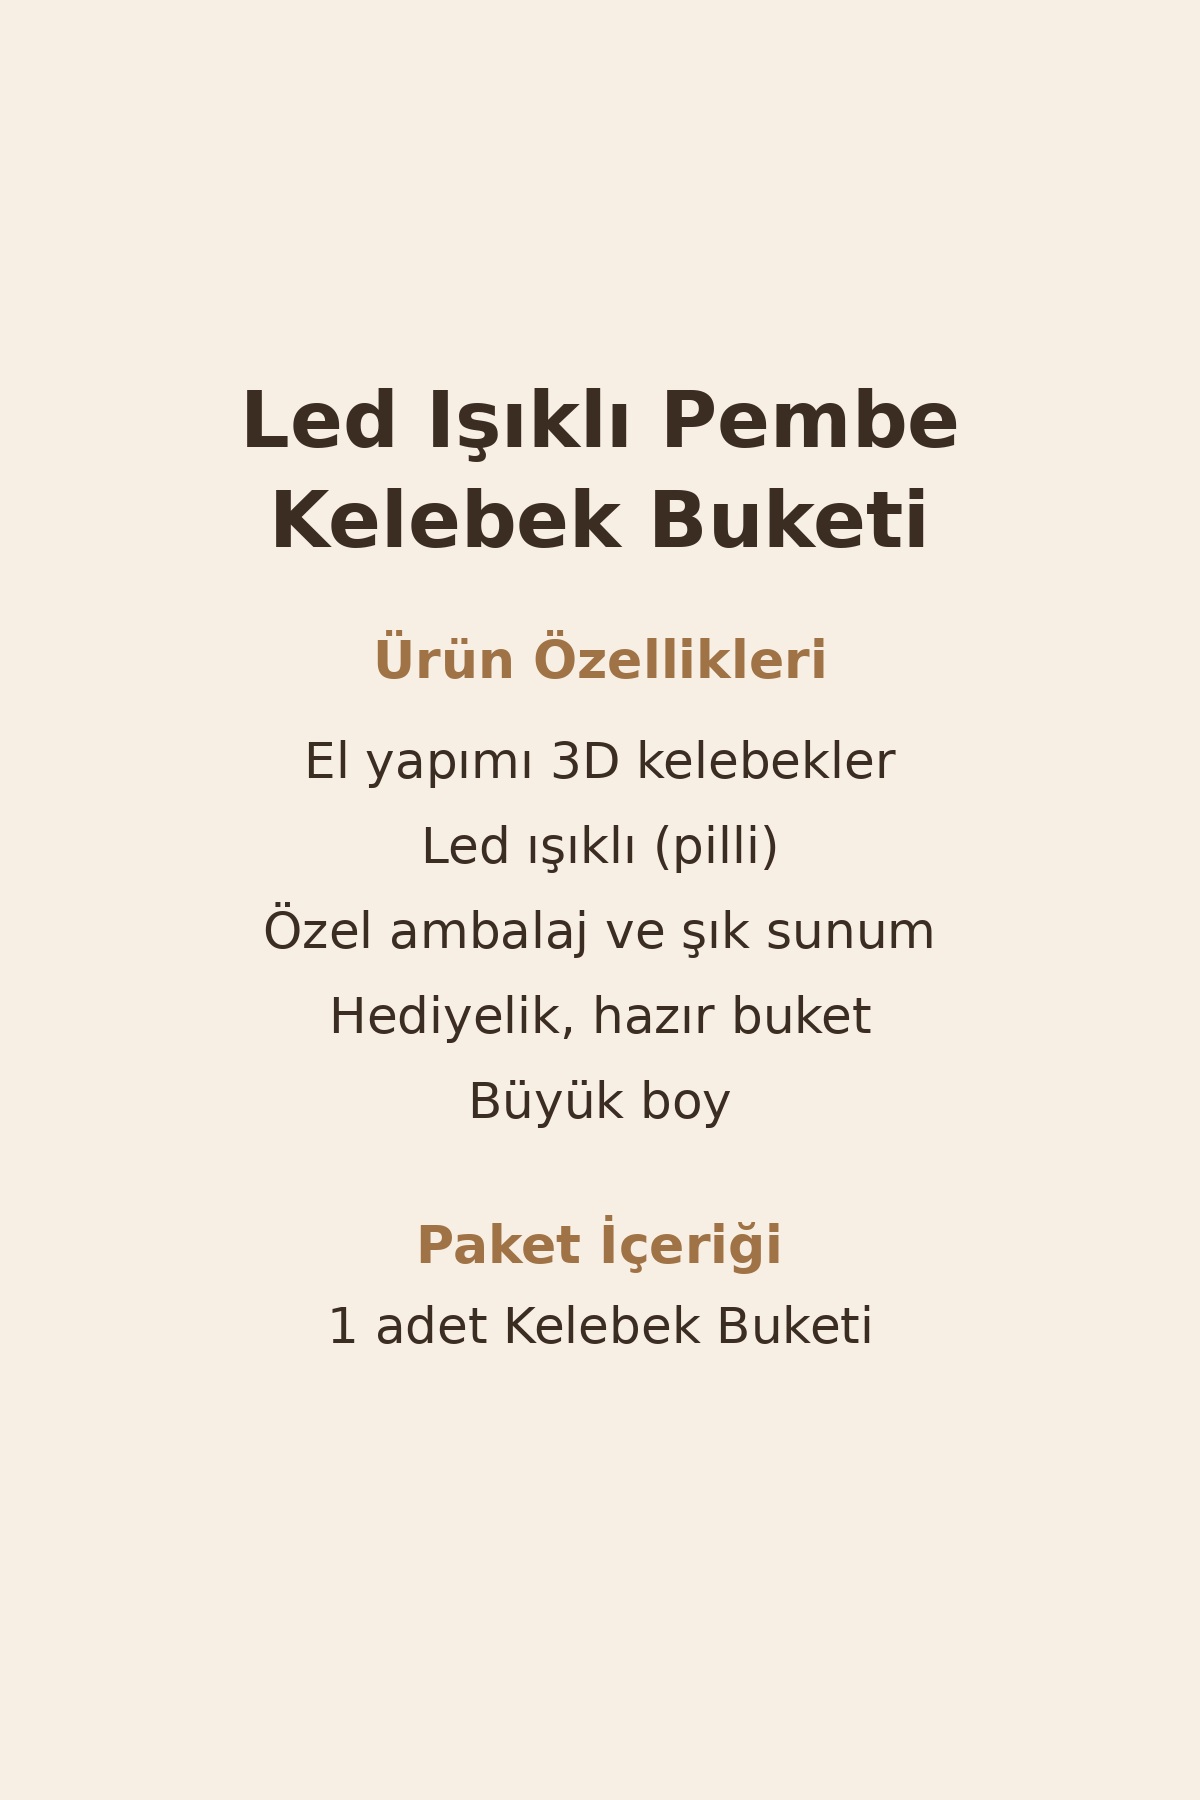 Led Işıklı Pembe
Kelebek Buketi
Ürün Özellikleri
El yapımı 3D kelebekler
Led ışıklı (pilli)
Özel ambalaj ve şık sunum
Hediyelik, hazır buket
Büyük boy
Paket İçeriği
1 adet Kelebek Buketi